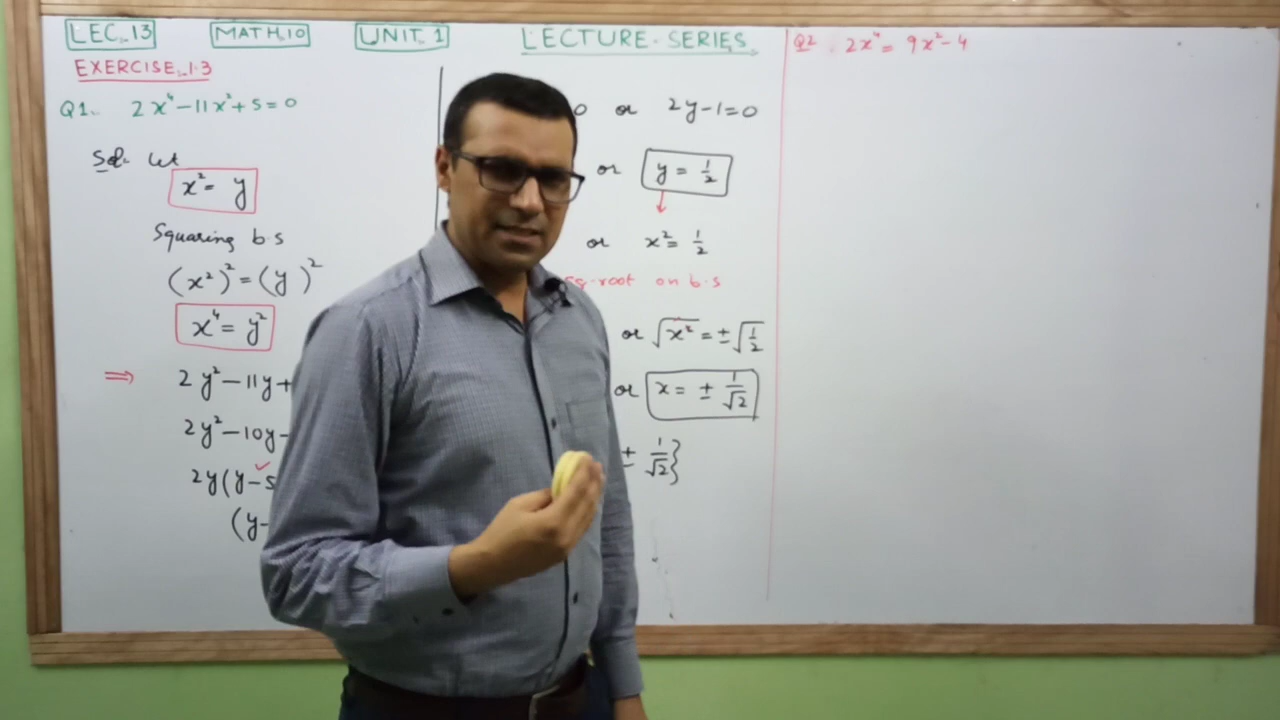 LEC.13 MATH.10 UNIT.1 LECTURE-SERIES
EXERCISE.1.3
Q1. 2x⁴-11x²+5=0
Sol. Let
x²= y
Squaring b.s
(x²)²=(y)²
x⁴= y²
⇒ 2y²-11y+
2y²-10y-
2y(y-5
(y-
0 or 2y-1=0
or y = 1/2
or x²= 1/2
sq-root on b.s
or √x² = ±√1/2
or x = ± 1/√2
± 1/√2}
Q2. 2x⁴= 9x²-4